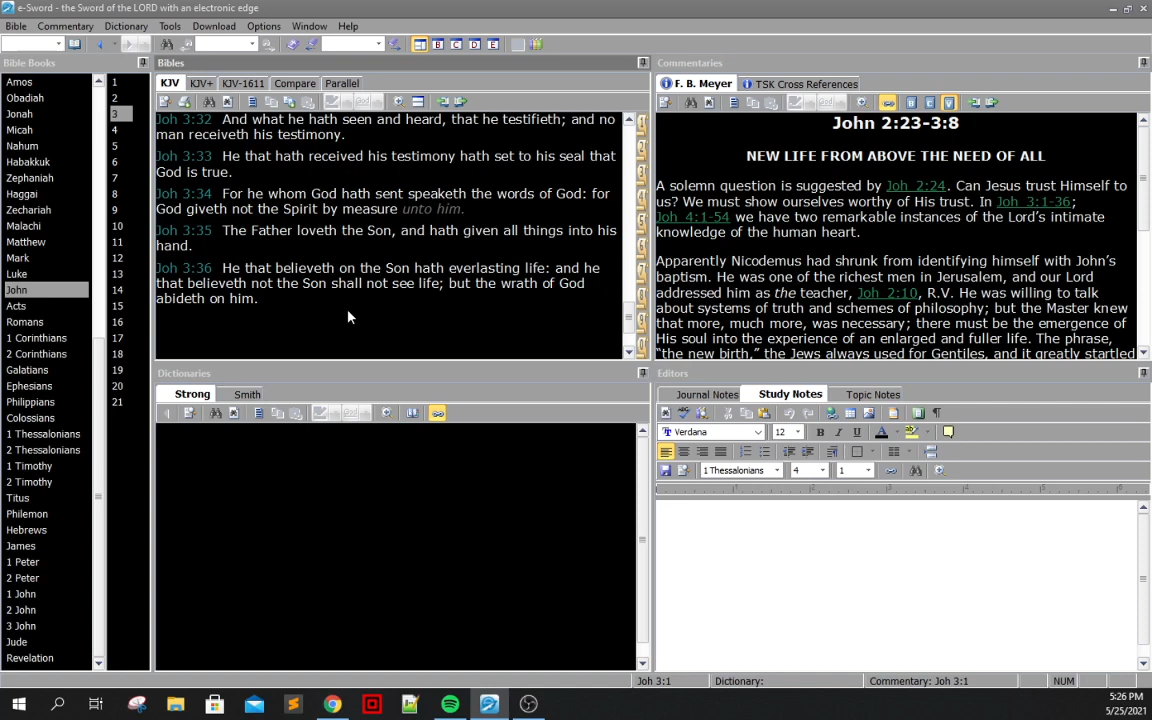 e-Sword - the Sword of the LORD with an electronic edge
Bible Commentary Dictionary Tools Download Options Window Help
B C D E
Bible Books
Amos
Obadiah
Jonah
Micah
Nahum
Habakkuk
Zephaniah
Haggai
Zechariah
Malachi
Matthew
Mark
Luke
John
Acts
Romans
1 Corinthians
2 Corinthians
Galatians
Ephesians
Philippians
Colossians
1 Thessalonians
2 Thessalonians
1 Timothy
2 Timothy
Titus
Philemon
Hebrews
James
1 Peter
2 Peter
1 John
2 John
3 John
Jude
Revelation
1
2
3
4
5
6
7
8
9
10
11
12
13
14
15
16
17
18
19
20
21
Bibles
KJV KJV+ KJV-1611 Compare Parallel
Joh 3:32 And what he hath seen and heard, that he testifieth; and no
man receiveth his testimony.
Joh 3:33 He that hath received his testimony hath set to his seal that
God is true.
Joh 3:34 For he whom God hath sent speaketh the words of God: for
God giveth not the Spirit by measure unto him.
Joh 3:35 The Father loveth the Son, and hath given all things into his
hand.
Joh 3:36 He that believeth on the Son hath everlasting life: and he
that believeth not the Son shall not see life; but the wrath of God
abideth on him.
Commentaries
F. B. Meyer TSK Cross References
B C V
John 2:23-3:8
NEW LIFE FROM ABOVE THE NEED OF ALL
A solemn question is suggested by Joh_2:24. Can Jesus trust Himself to
us? We must show ourselves worthy of His trust. In Joh_3:1-36;
Joh_4:1-54 we have two remarkable instances of the Lord's intimate
knowledge of the human heart.
Apparently Nicodemus had shrunk from identifying himself with John's
baptism. He was one of the richest men in Jerusalem, and our Lord
addressed him as the teacher, Joh_2:10, R.V. He was willing to talk
about systems of truth and schemes of philosophy; but the Master knew
that more, much more, was necessary; there must be the emergence of
His soul into the experience of an enlarged and fuller life. The phrase,
"the new birth," the Jews always used for Gentiles, and it greatly startled
Dictionaries
Strong Smith
Editors
Journal Notes Study Notes Topic Notes
Verdana 12 B I U A
1 Thessalonians 4 1
Joh 3:1 Dictionary: Commentary: Joh 3:1 NUM
5:26 PM
5/25/2021